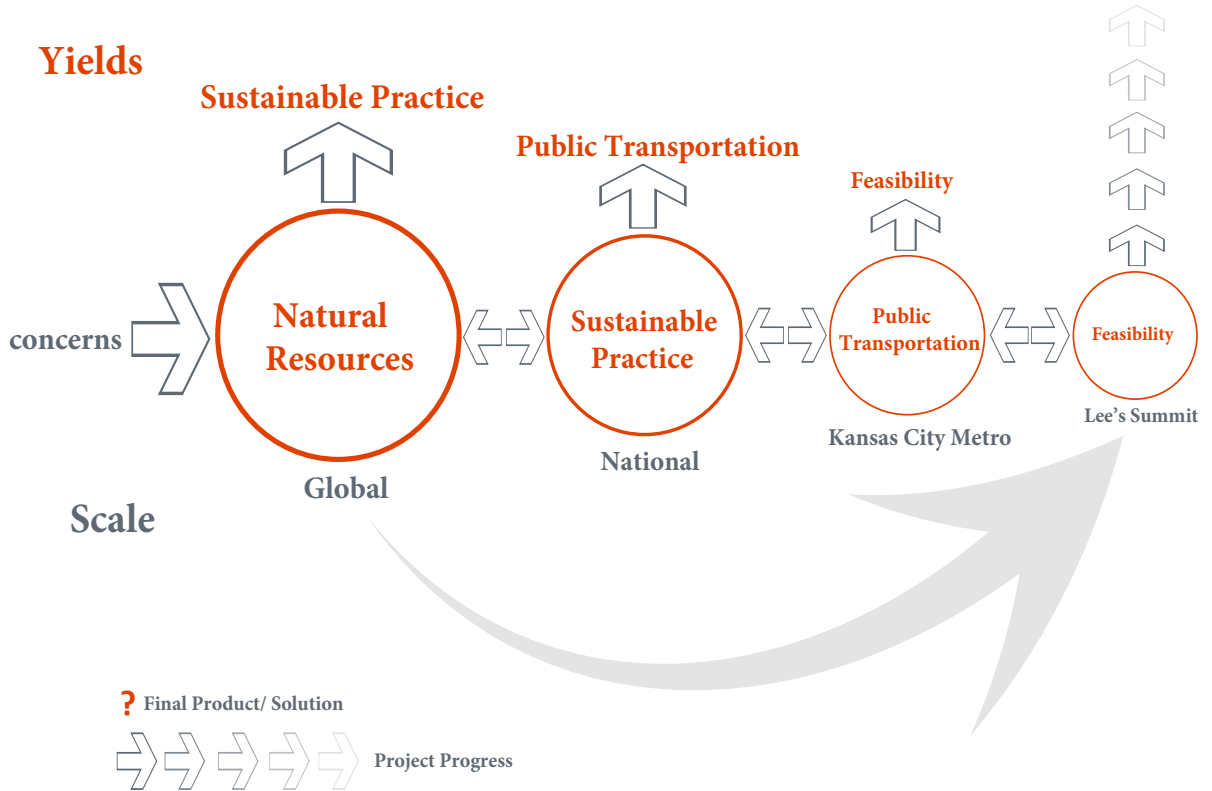 Yields
Sustainable Practice
Public Transportation
Feasibility
concerns
Natural
Resources
Sustainable
Practice
Public
Transportation
Feasibility
Global
National
Kansas City Metro
Lee's Summit
Scale
? Final Product/ Solution
Project Progress